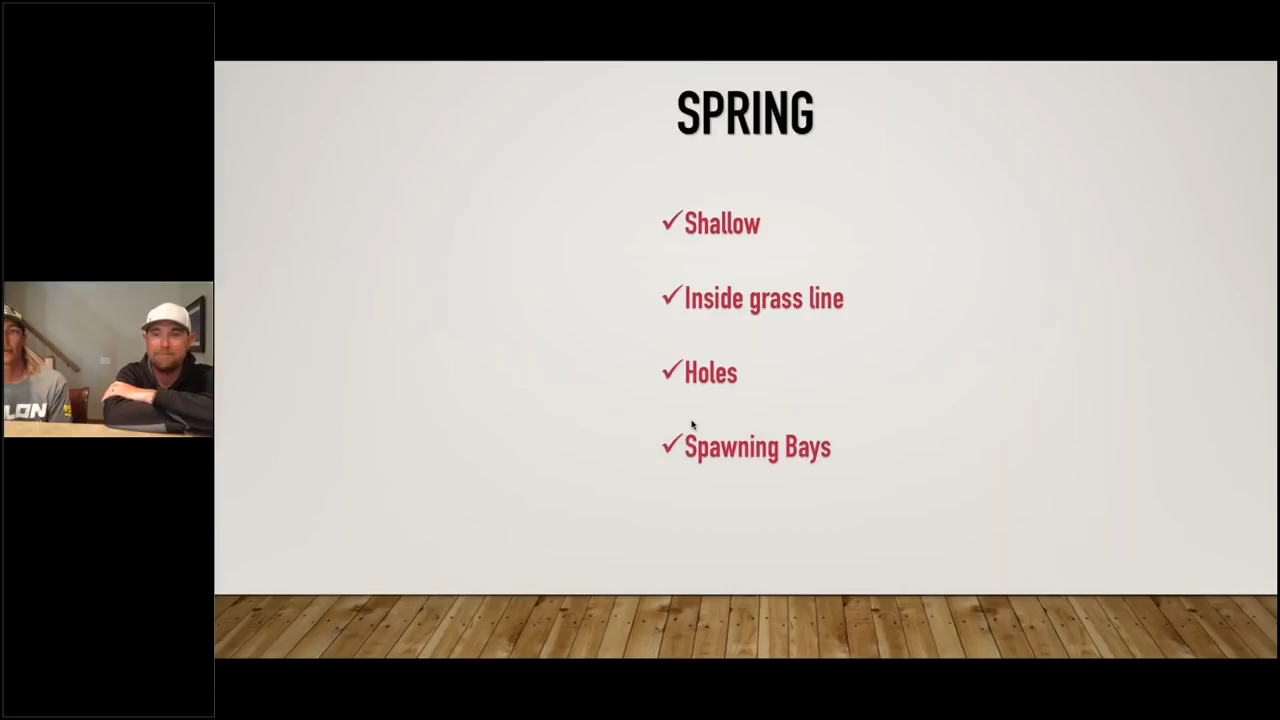 SPRING
✓Shallow
✓Inside grass line
✓Holes
✓Spawning Bays